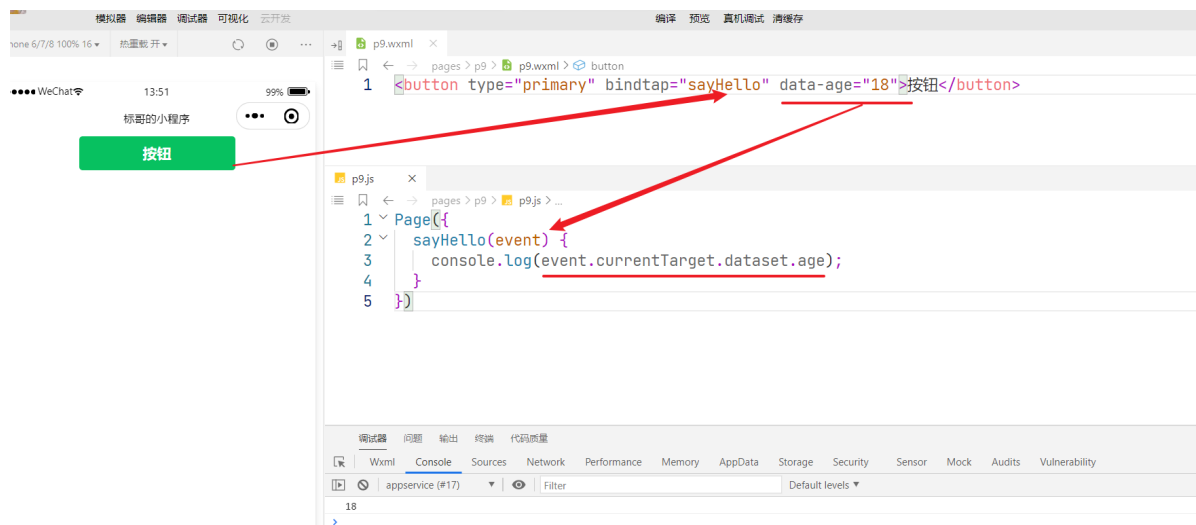 模拟器 编辑器 调试器 可视化 云开发 编译 预览 真机调试 清缓存
hone 6/7/8 100% 16 热重载 开
WeChat 13:51 99%
标哥的小程序
按钮
p9.wxml
pages > p9 > p9.wxml > button
1 <button type="primary" bindtap="sayHello" data-age="18">按钮</button>
p9.js
pages > p9 > p9.js > ...
1 Page({
2 sayHello(event) {
3 console.log(event.currentTarget.dataset.age);
4 }
5 })
调试器 问题 输出 终端 代码质量
Wxml Console Sources Network Performance Memory AppData Storage Security Sensor Mock Audits Vulnerability
appservice (#17) Filter Default levels
18
>